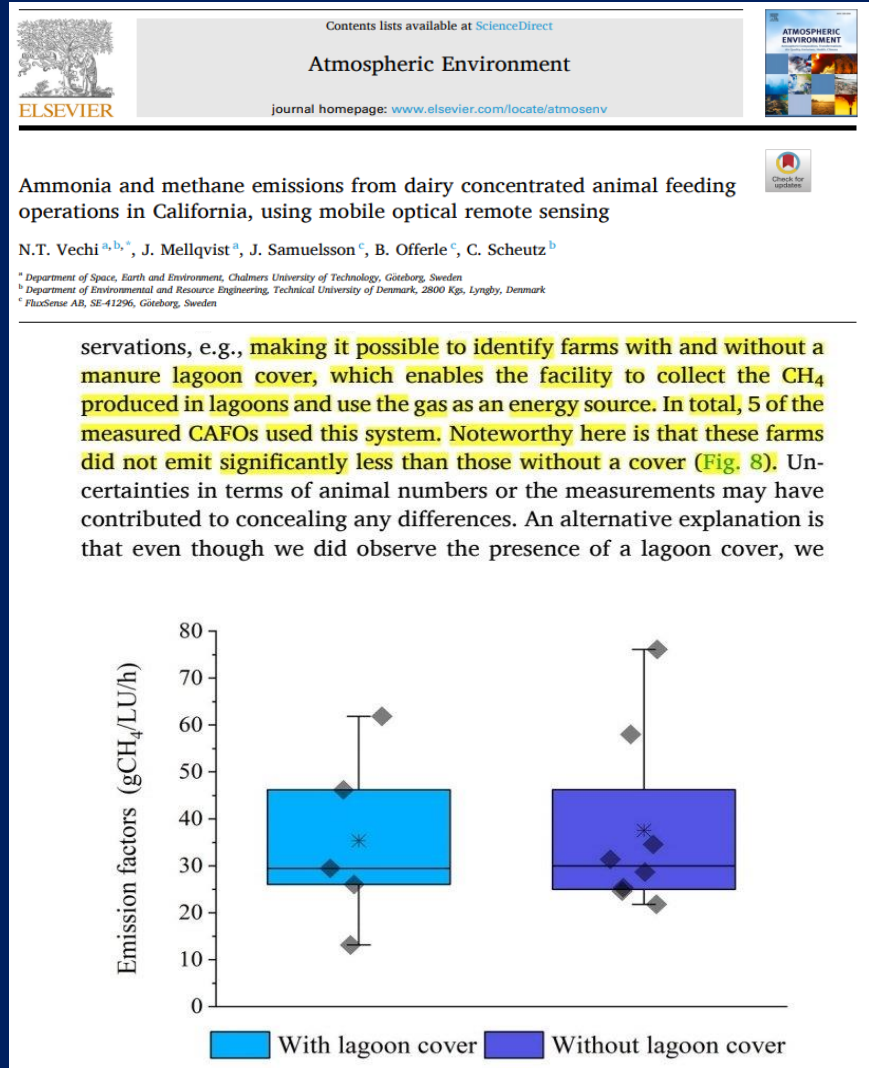 Contents lists available at ScienceDirect
Atmospheric Environment
journal homepage: www.elsevier.com/locate/atmosenv
ELSEVIER
ATMOSPHERIC
ENVIRONMENT
Check for
updates
Ammonia and methane emissions from dairy concentrated animal feeding
operations in California, using mobile optical remote sensing
N.T. Vechi a,b,*, J. Mellqvist a, J. Samuelsson c, B. Offerle c, C. Scheutz b
a Department of Space, Earth and Environment, Chalmers University of Technology, Göteborg, Sweden
b Department of Environmental and Resource Engineering, Technical University of Denmark, 2800 Kgs, Lyngby, Denmark
c FluxSense AB, SE-41296, Göteborg, Sweden
servations, e.g., making it possible to identify farms with and without a
manure lagoon cover, which enables the facility to collect the CH4
produced in lagoons and use the gas as an energy source. In total, 5 of the
measured CAFOs used this system. Noteworthy here is that these farms
did not emit significantly less than those without a cover (Fig. 8). Un-
certainties in terms of animal numbers or the measurements may have
contributed to concealing any differences. An alternative explanation is
that even though we did observe the presence of a lagoon cover, we
Emission factors (gCH4/LU/h)
80
70
60
50
40
30
20
10
0
With lagoon cover
Without lagoon cover